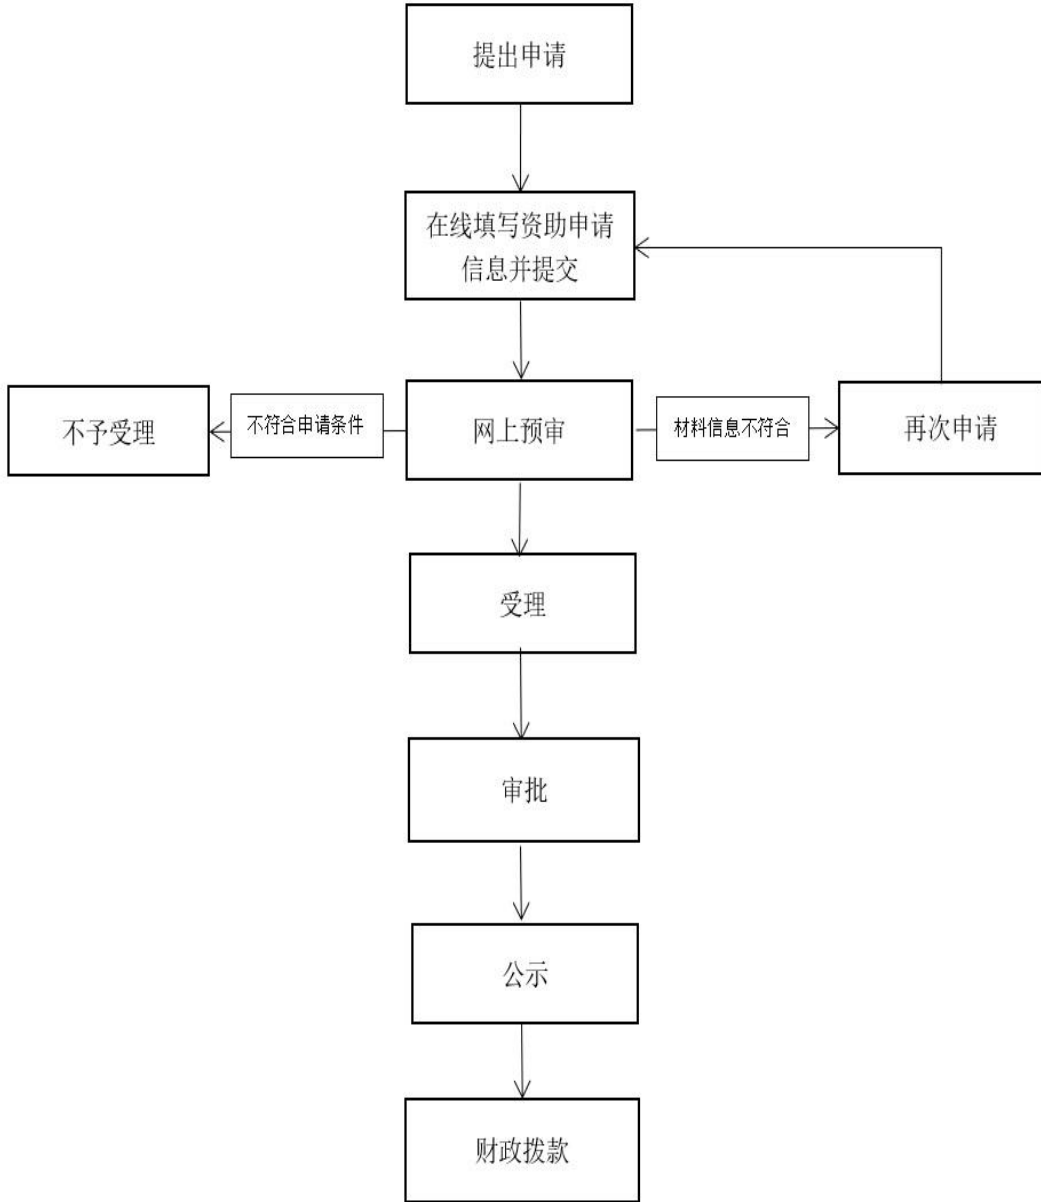 提出申请
在线填写资助申请
信息并提交
不予受理
不符合申请条件
网上预审
材料信息不符合
再次申请
受理
审批
公示
财政拨款